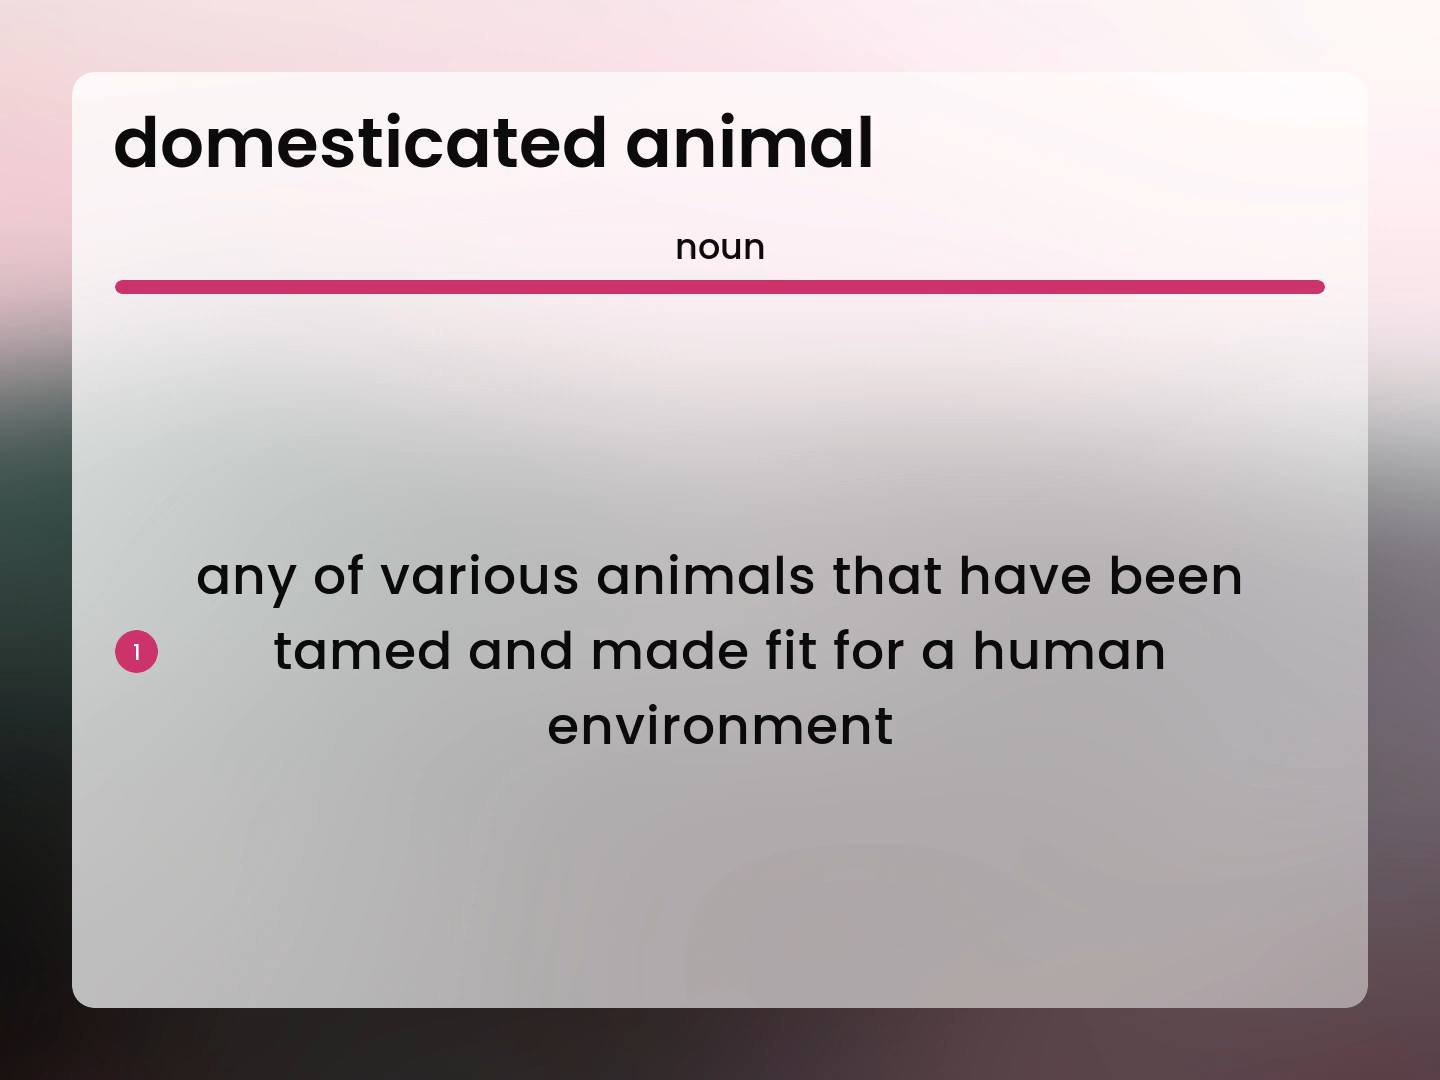 domesticated animal
noun
any of various animals that have been
1 tamed and made fit for a human
environment